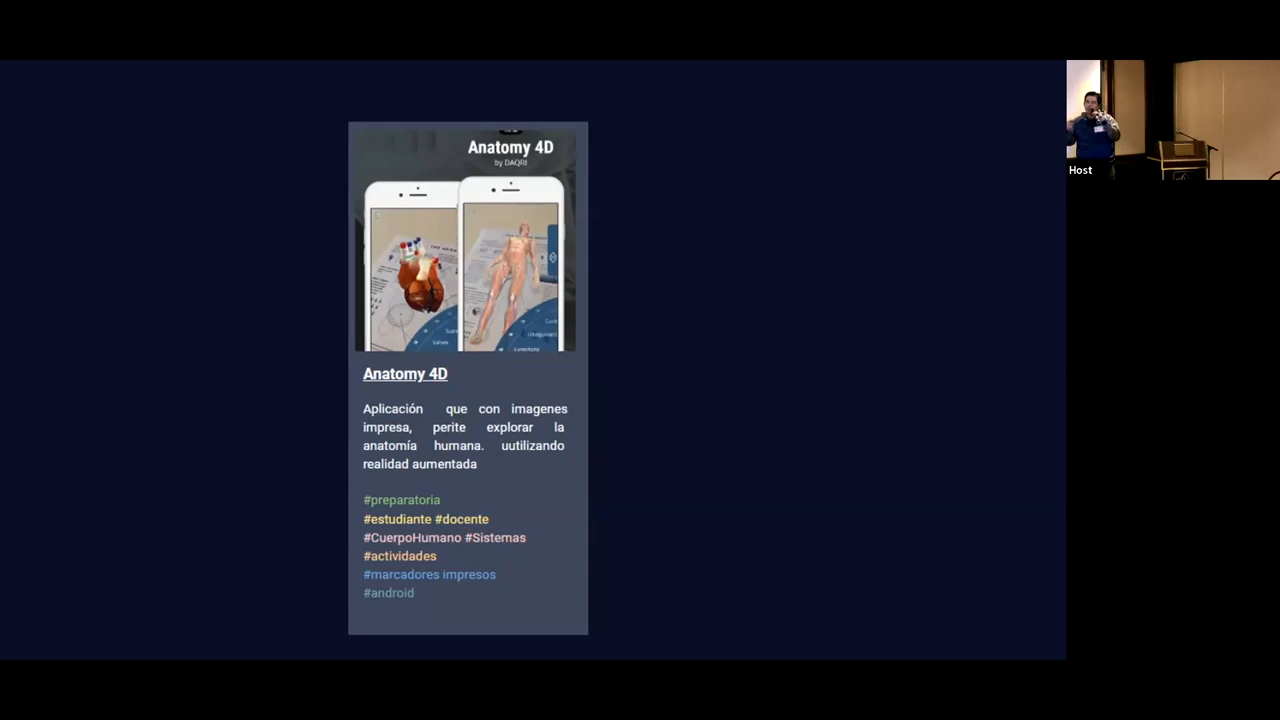 Anatomy 4D
by DAQRI
Anatomy 4D
Aplicación que con imagenes
impresa, perite explorar la
anatomía humana. uutilizando
realidad aumentada
#preparatoria
#estudiante #docente
#CuerpoHumano #Sistemas
#actividades
#marcadores impresos
#android
Host